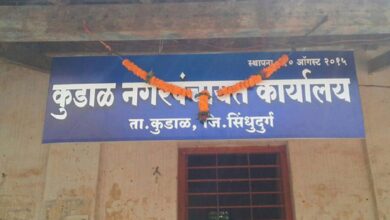 स्थापना ऑगस्ट २०१५
कुडाळ नगरपंचायत कार्यालय
ता.कुडाळ, जि.सिंधुदुर्ग